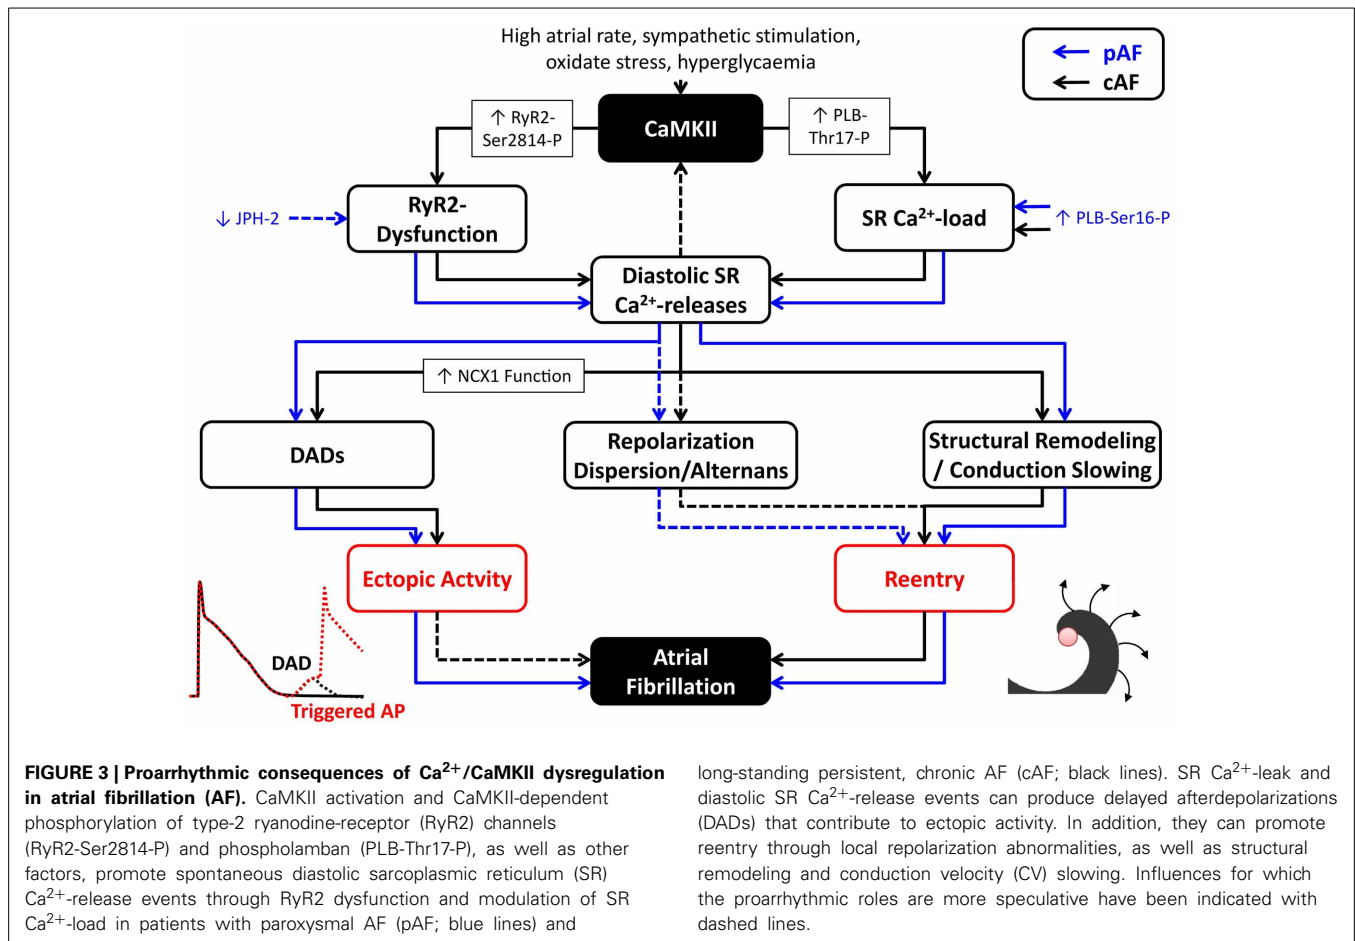 High atrial rate, sympathetic stimulation,
oxidate stress, hyperglycaemia
pAF
cAF
CaMKII
↑ RyR2-
Ser2814-P
↑ PLB-
Thr17-P
↓ JPH-2
RyR2-
Dysfunction
SR Ca²⁺-load
↑ PLB-Ser16-P
Diastolic SR
Ca²⁺-releases
↑ NCX1 Function
DADs
Repolarization
Dispersion/Alternans
Structural Remodeling
/ Conduction Slowing
Ectopic Actvity
Reentry
DAD
Triggered AP
Atrial
Fibrillation
FIGURE 3 | Proarrhythmic consequences of Ca²⁺/CaMKII dysregulation
in atrial fibrillation (AF). CaMKII activation and CaMKII-dependent
phosphorylation of type-2 ryanodine-receptor (RyR2) channels
(RyR2-Ser2814-P) and phospholamban (PLB-Thr17-P), as well as other
factors, promote spontaneous diastolic sarcoplasmic reticulum (SR)
Ca²⁺-release events through RyR2 dysfunction and modulation of SR
Ca²⁺-load in patients with paroxysmal AF (pAF; blue lines) and
long-standing persistent, chronic AF (cAF; black lines). SR Ca²⁺-leak and
diastolic SR Ca²⁺-release events can produce delayed afterdepolarizations
(DADs) that contribute to ectopic activity. In addition, they can promote
reentry through local repolarization abnormalities, as well as structural
remodeling and conduction velocity (CV) slowing. Influences for which
the proarrhythmic roles are more speculative have been indicated with
dashed lines.